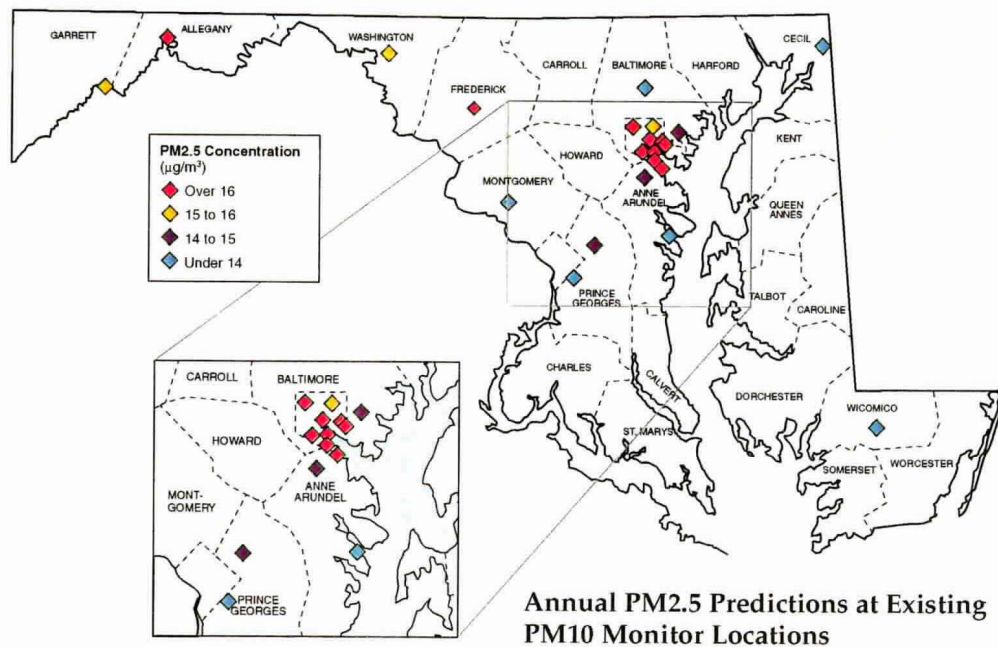 GARRETT
ALLEGANY
WASHINGTON
FREDERICK
CARROLL
BALTIMORE
HARFORD
CECIL
KENT
QUEEN
ANNES
HOWARD
MONTGOMERY
ANNE
ARUNDEL
PRINCE
GEORGES
TALBOT
CAROLINE
CHARLES
CALVERT
ST. MARYS
DORCHESTER
WICOMICO
SOMERSET
WORCESTER
PM2.5 Concentration
(µg/m³)
Over 16
15 to 16
14 to 15
Under 14
CARROLL
BALTIMORE
HOWARD
MONT-
GOMERY
ANNE
ARUNDEL
PRINCE
GEORGES
Annual PM2.5 Predictions at Existing
PM10 Monitor Locations